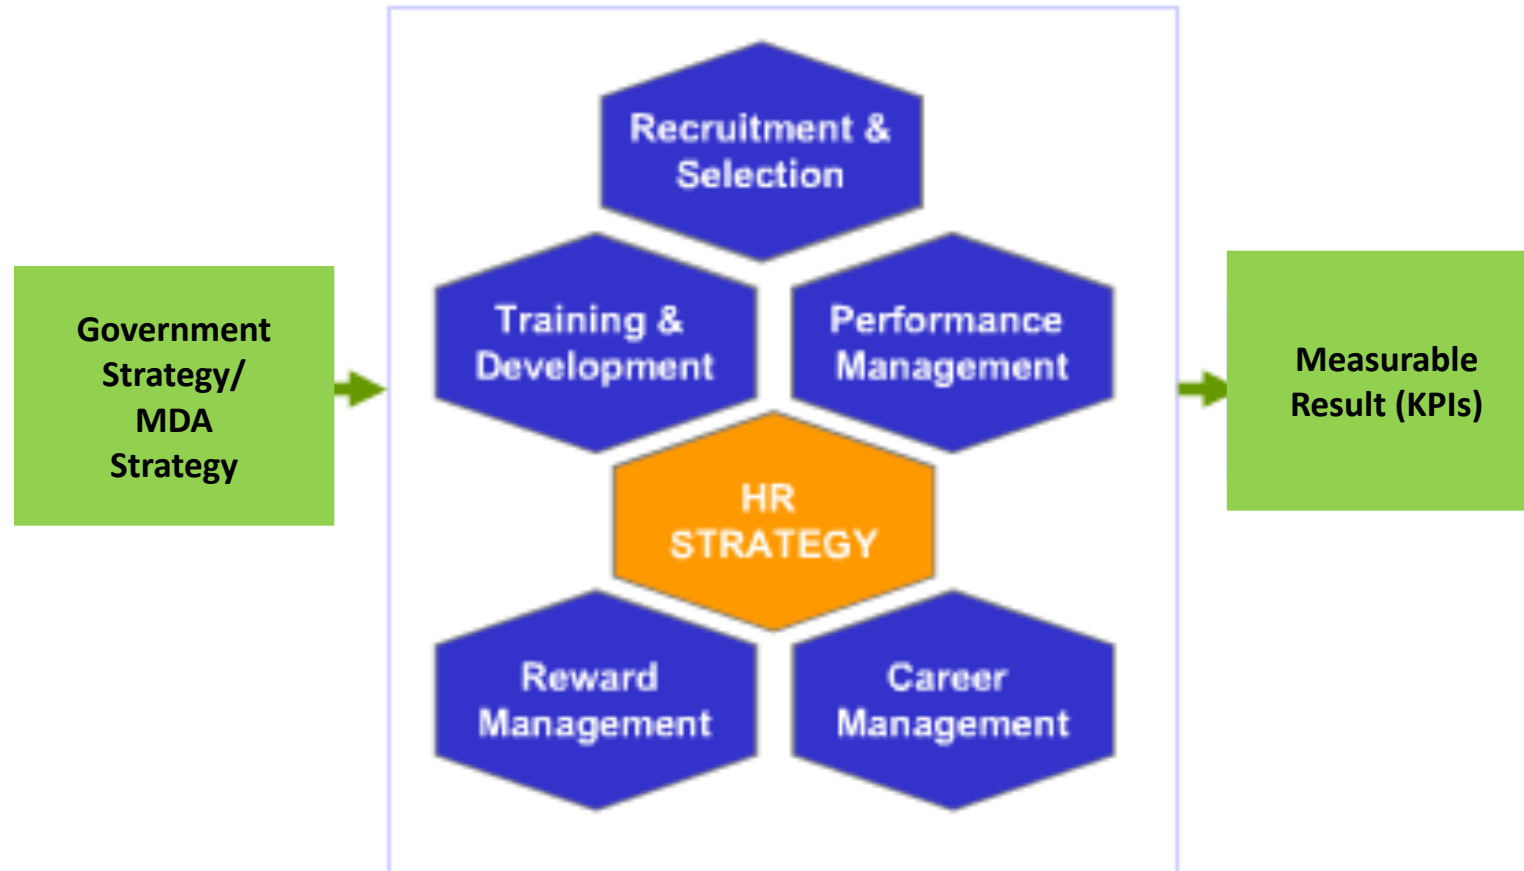 Recruitment &
Selection
Training &
Development
Performance
Management
Government
Strategy/
MDA
Strategy
Measurable
Result (KPIs)
HR
STRATEGY
Reward
Management
Career
Management